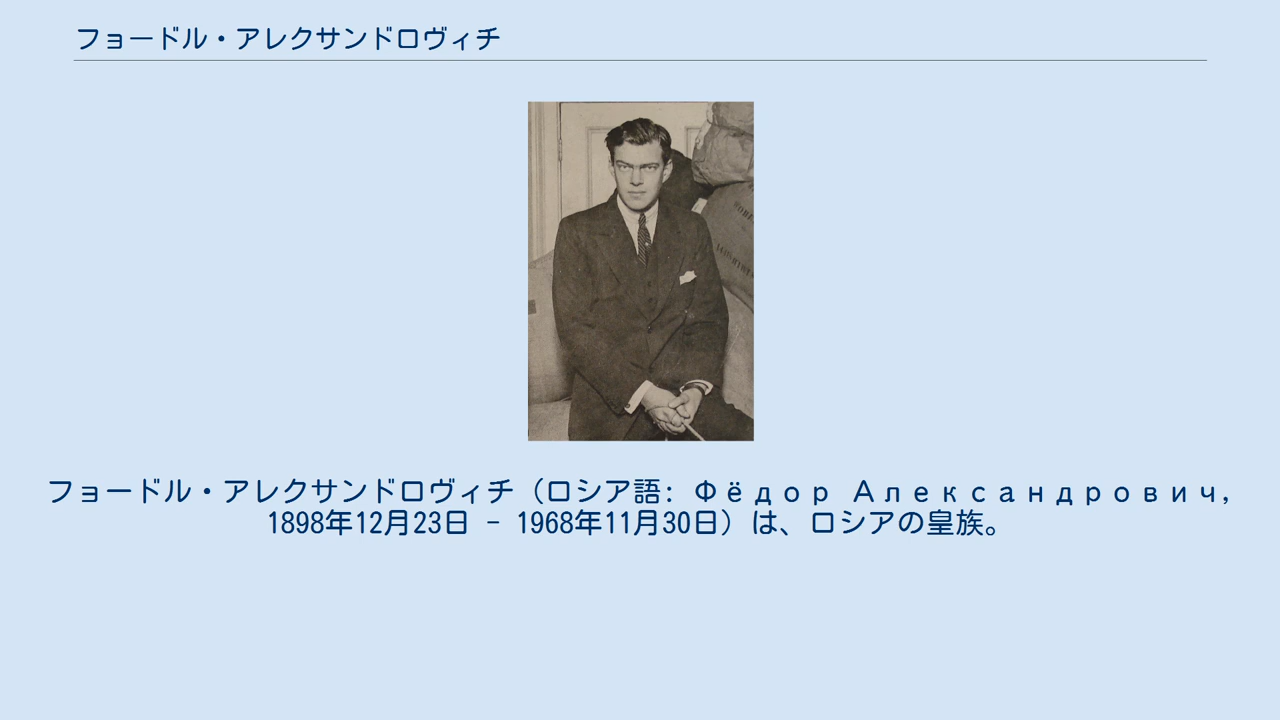 フョードル・アレクサンドロヴィチ
フョードル・アレクサンドロヴィチ（ロシア語: Фёдор Александрович,
1898年12月23日 - 1968年11月30日）は、ロシアの皇族。